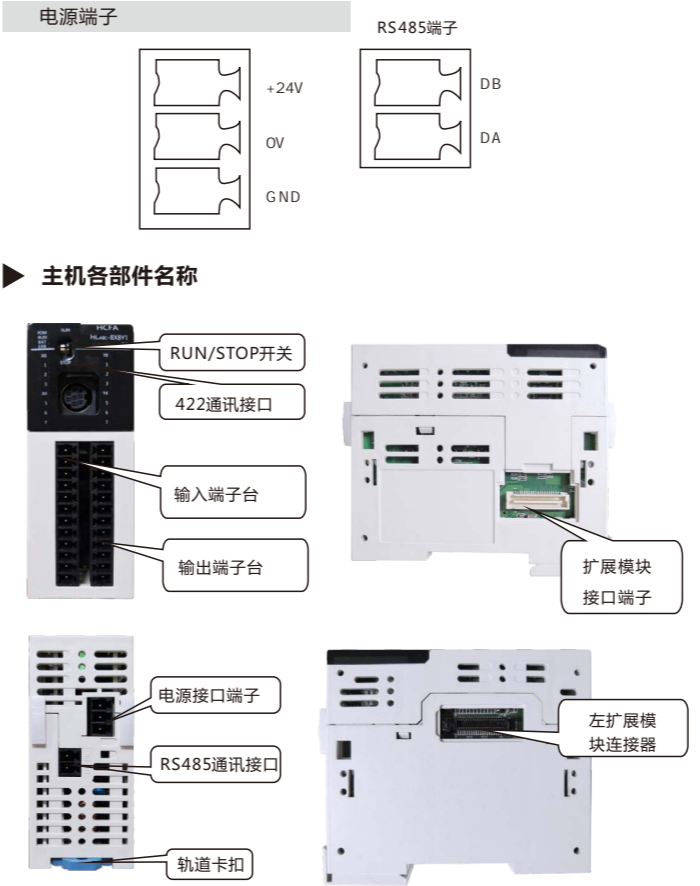 电源端子
RS485端子
+24V
0V
GND
DB
DA
主机各部件名称
HCFA
RUN/STOP开关
422通讯接口
输入端子台
输出端子台
扩展模块
接口端子
电源接口端子
RS485通讯接口
轨道卡扣
左扩展模
块连接器